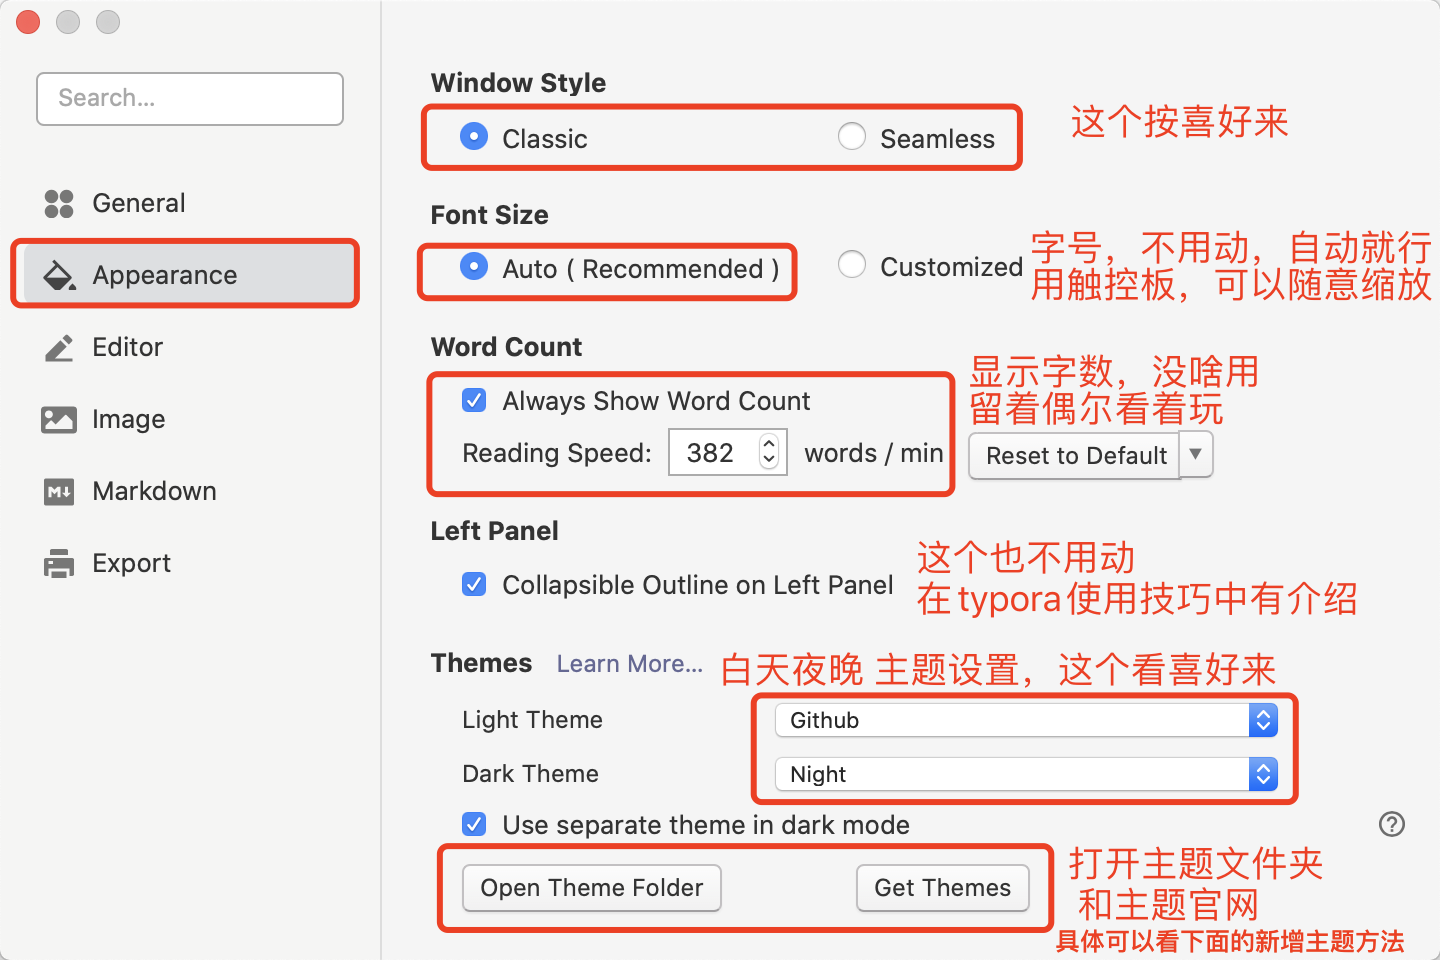 Search...
General
Appearance
Editor
Image
Markdown
Export
Window Style
Classic
Seamless
这个按喜好来
Font Size
Auto ( Recommended )
Customized
字号，不用动，自动就行
用触控板，可以随意缩放
Word Count
Always Show Word Count
显示字数，没啥用
留着偶尔看着玩
Reading Speed: 382 words / min
Reset to Default
Left Panel
Collapsible Outline on Left Panel
这个也不用动
在typora使用技巧中有介绍
Themes Learn More... 白天夜晚 主题设置，这个看喜好来
Light Theme Github
Dark Theme Night
Use separate theme in dark mode
Open Theme Folder
Get Themes
打开主题文件夹
和主题官网
具体可以看下面的新增主题方法